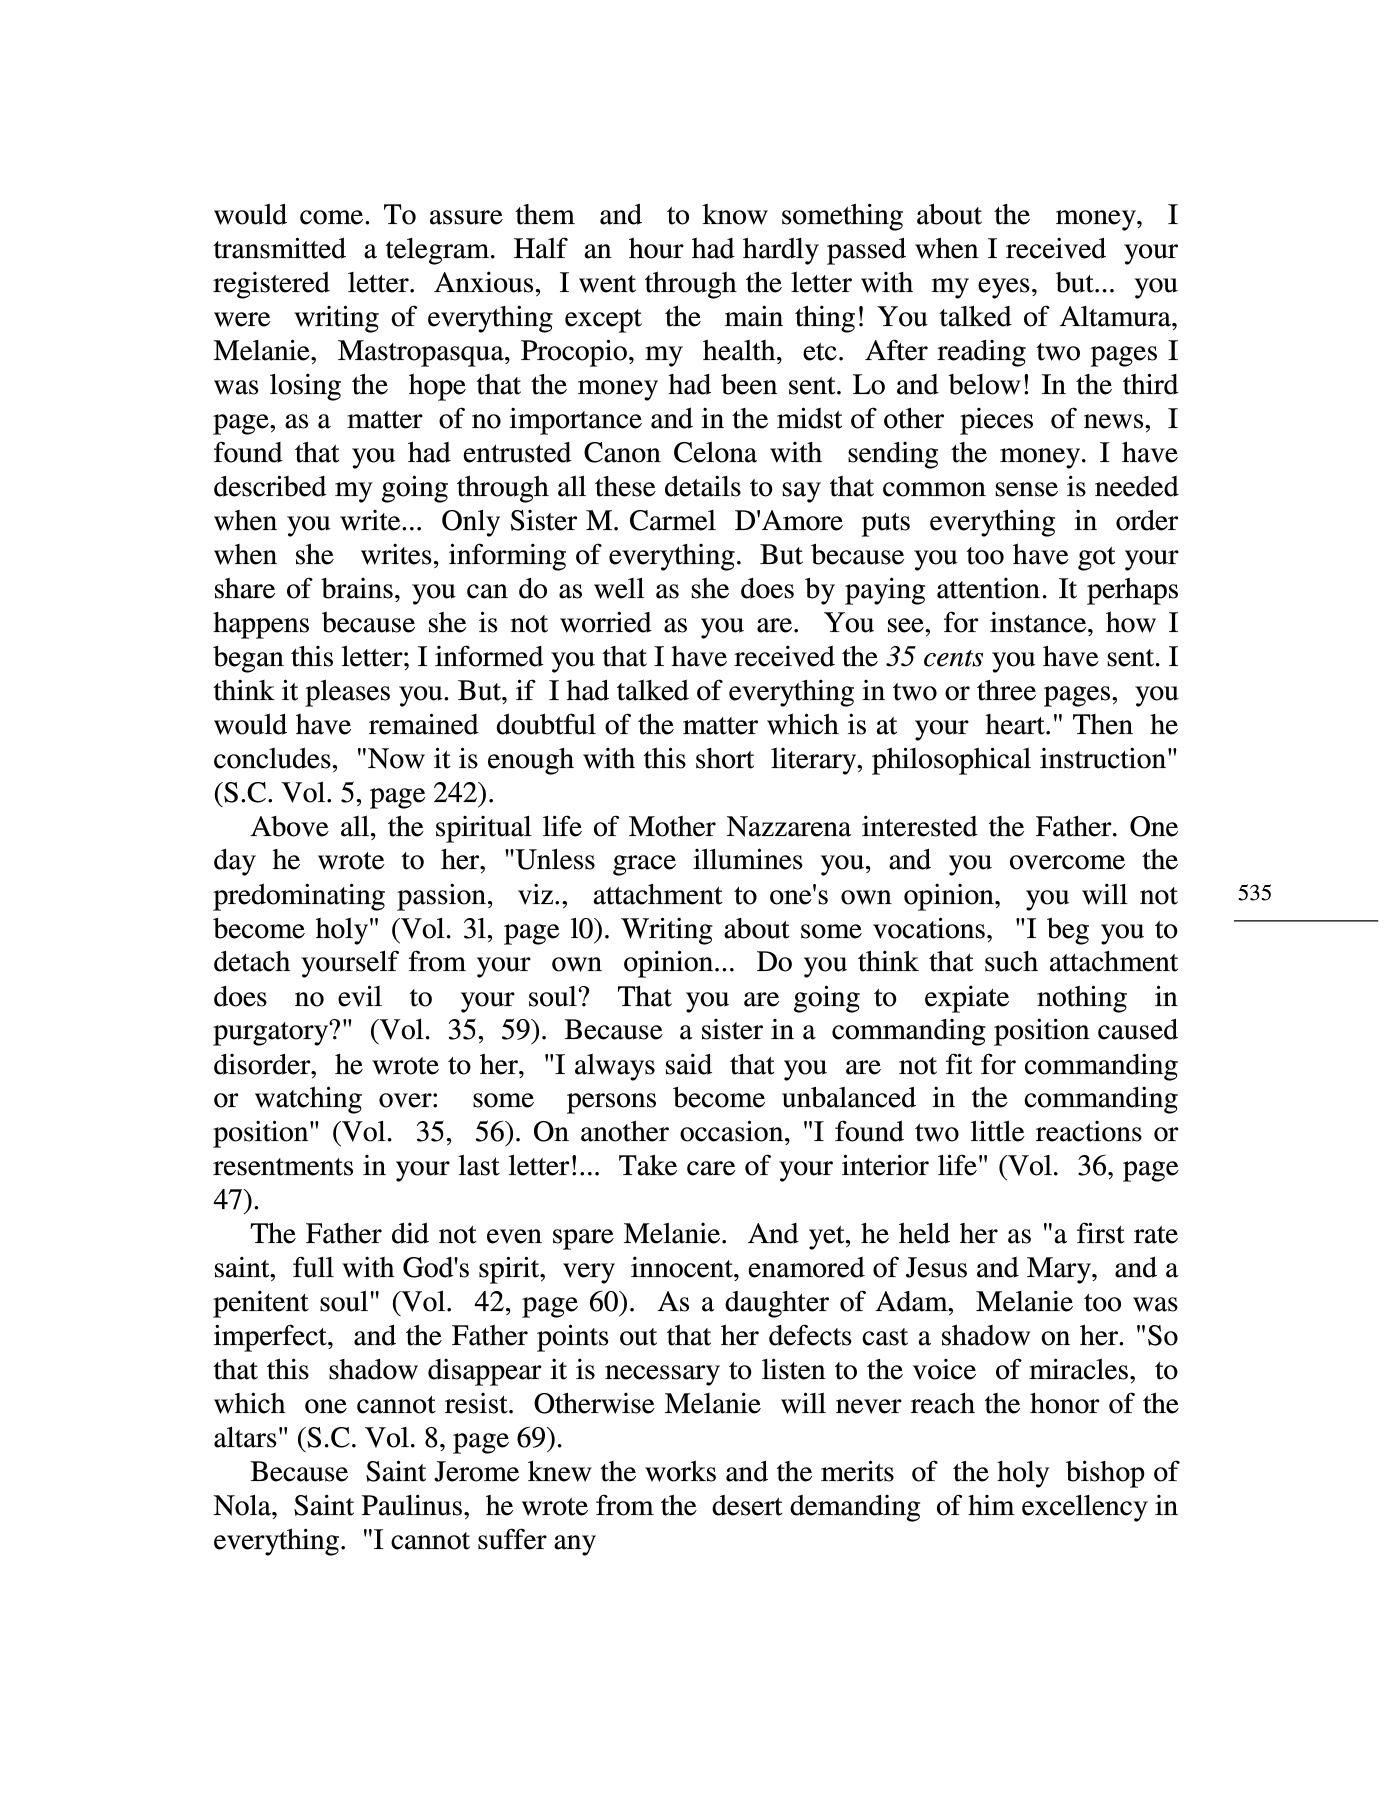 would come. To assure them and to know something about the money, I
transmitted a telegram. Half an hour had hardly passed when I received your
registered letter. Anxious, I went through the letter with my eyes, but... you
were writing of everything except the main thing! You talked of Altamura,
Melanie, Mastropasqua, Procopio, my health, etc. After reading two pages I
was losing the hope that the money had been sent. Lo and below! In the third
page, as a matter of no importance and in the midst of other pieces of news, I
found that you had entrusted Canon Celona with sending the money. I have
described my going through all these details to say that common sense is needed
when you write... Only Sister M. Carmel D'Amore puts everything in order
when she writes, informing of everything. But because you too have got your
share of brains, you can do as well as she does by paying attention. It perhaps
happens because she is not worried as you are. You see, for instance, how I
began this letter; I informed you that I have received the 35 cents you have sent. I
think it pleases you. But, if I had talked of everything in two or three pages, you
would have remained doubtful of the matter which is at your heart." Then he
concludes, "Now it is enough with this short literary, philosophical instruction"
(S.C. Vol. 5, page 242).
Above all, the spiritual life of Mother Nazzarena interested the Father. One
day he wrote to her, "Unless grace illumines you, and you overcome the
predominating passion, viz., attachment to one's own opinion, you will not
become holy" (Vol. 3l, page l0). Writing about some vocations, "I beg you to
detach yourself from your own opinion... Do you think that such attachment
does no evil to your soul? That you are going to expiate nothing in
purgatory?" (Vol. 35, 59). Because a sister in a commanding position caused
disorder, he wrote to her, "I always said that you are not fit for commanding
or watching over: some persons become unbalanced in the commanding
position" (Vol. 35, 56). On another occasion, "I found two little reactions or
resentments in your last letter!... Take care of your interior life" (Vol. 36, page
47).
The Father did not even spare Melanie. And yet, he held her as "a first rate
saint, full with God's spirit, very innocent, enamored of Jesus and Mary, and a
penitent soul" (Vol. 42, page 60). As a daughter of Adam, Melanie too was
imperfect, and the Father points out that her defects cast a shadow on her. "So
that this shadow disappear it is necessary to listen to the voice of miracles, to
which one cannot resist. Otherwise Melanie will never reach the honor of the
altars" (S.C. Vol. 8, page 69).
Because Saint Jerome knew the works and the merits of the holy bishop of
Nola, Saint Paulinus, he wrote from the desert demanding of him excellency in
everything. "I cannot suffer any
535